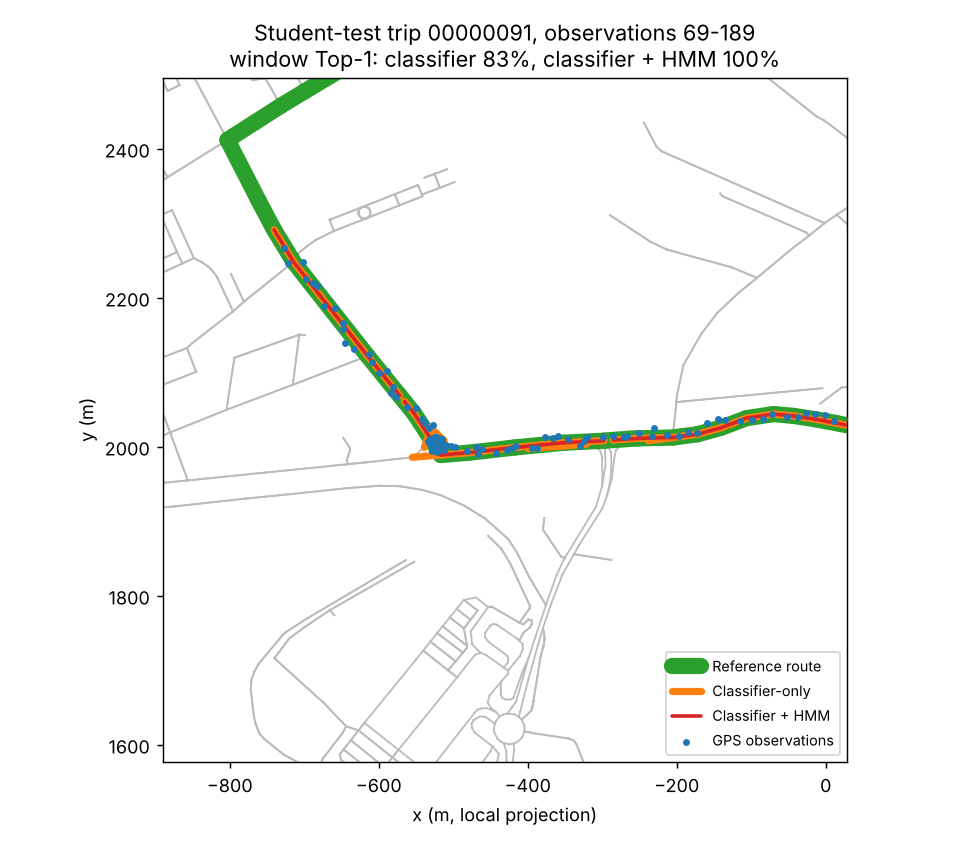 Student-test trip 00000091, observations 69-189
window Top-1: classifier 83%, classifier + HMM 100%
2400
2200
2000
1800
1600
y (m)
Reference route
Classifier-only
Classifier + HMM
GPS observations
−800
−600
−400
−200
0
x (m, local projection)